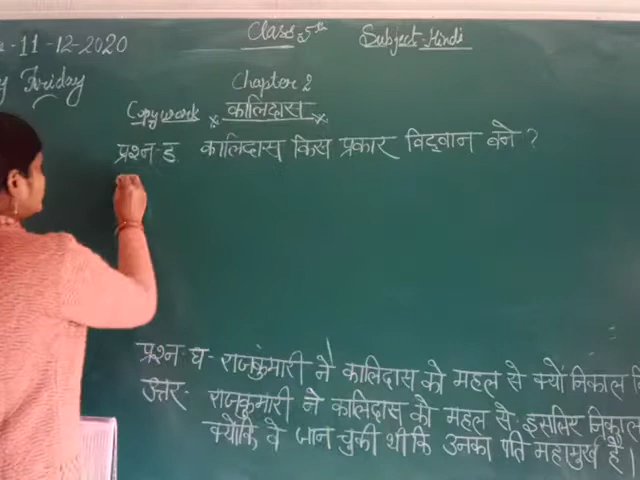 11-12-2020 Class 5th Subject-Hindi
Friday Chapter 2
Copywork कालिदास
प्रश्न-ड़ कालिदास किस प्रकार विद्वान बने ?
प्रश्न-घ- राजकुमारी ने कालिदास को महल से क्यों निकाल
उत्तर- राजकुमारी ने कालिदास को महल से इसलिए निकाल
क्योंकि वे जान चुकी थी कि उनका पति महामुर्ख है।